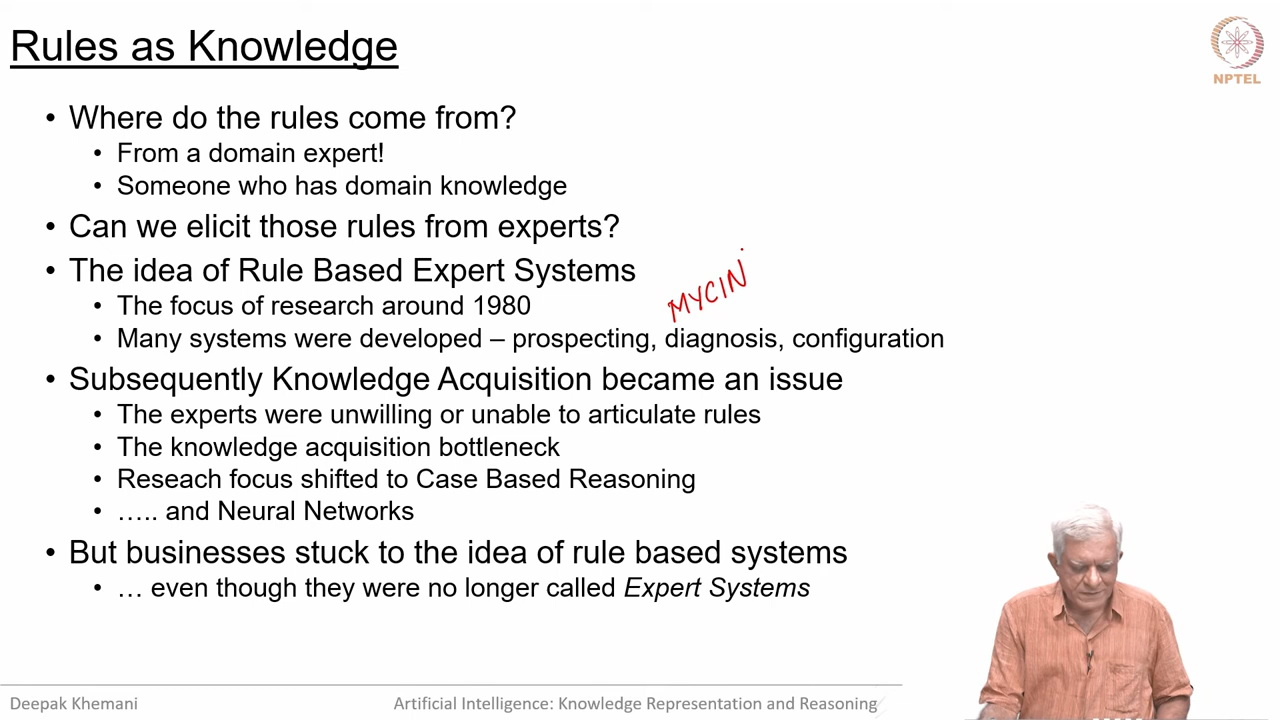 Rules as Knowledge
NPTEL
• Where do the rules come from?
• From a domain expert!
• Someone who has domain knowledge
• Can we elicit those rules from experts?
• The idea of Rule Based Expert Systems
MYCIN
• The focus of research around 1980
• Many systems were developed – prospecting, diagnosis, configuration
• Subsequently Knowledge Acquisition became an issue
• The experts were unwilling or unable to articulate rules
• The knowledge acquisition bottleneck
• Reseach focus shifted to Case Based Reasoning
• ….. and Neural Networks
• But businesses stuck to the idea of rule based systems
• … even though they were no longer called Expert Systems
Deepak Khemani
Artificial Intelligence: Knowledge Representation and Reasoning